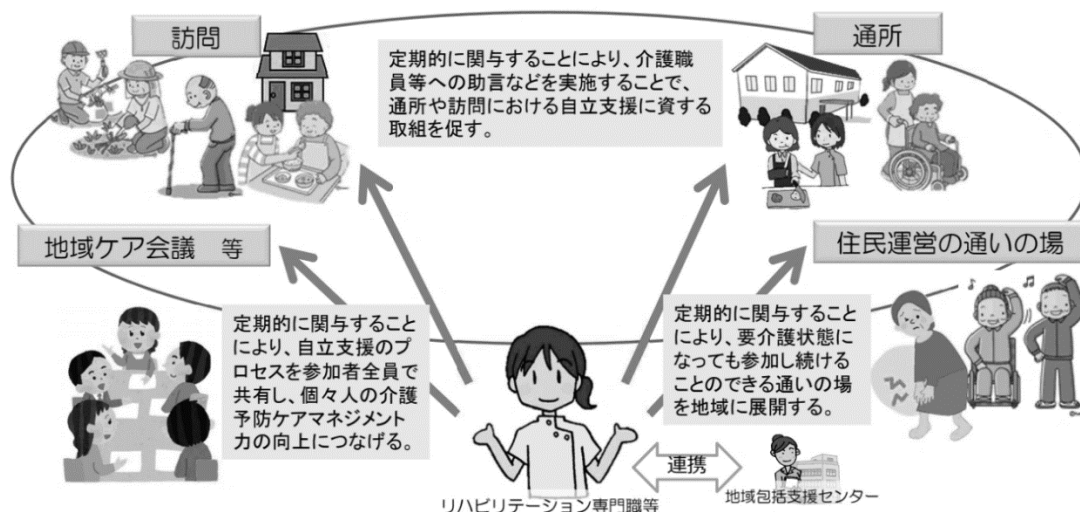 訪問
通所
定期的に関与することにより、介護職
員等への助言などを実施することで、
通所や訪問における自立支援に資する
取組を促す。
地域ケア会議　等
住民運営の通いの場
定期的に関与すること
により、自立支援のプ
ロセスを参加者全員で
共有し、個々人の介護
予防ケアマネジメント
力の向上につなげる。
定期的に関与すること
により、要介護状態に
なっても参加し続ける
ことのできる通いの場
を地域に展開する。
連携
地域包括支援センター
リハビリテーション専門職等